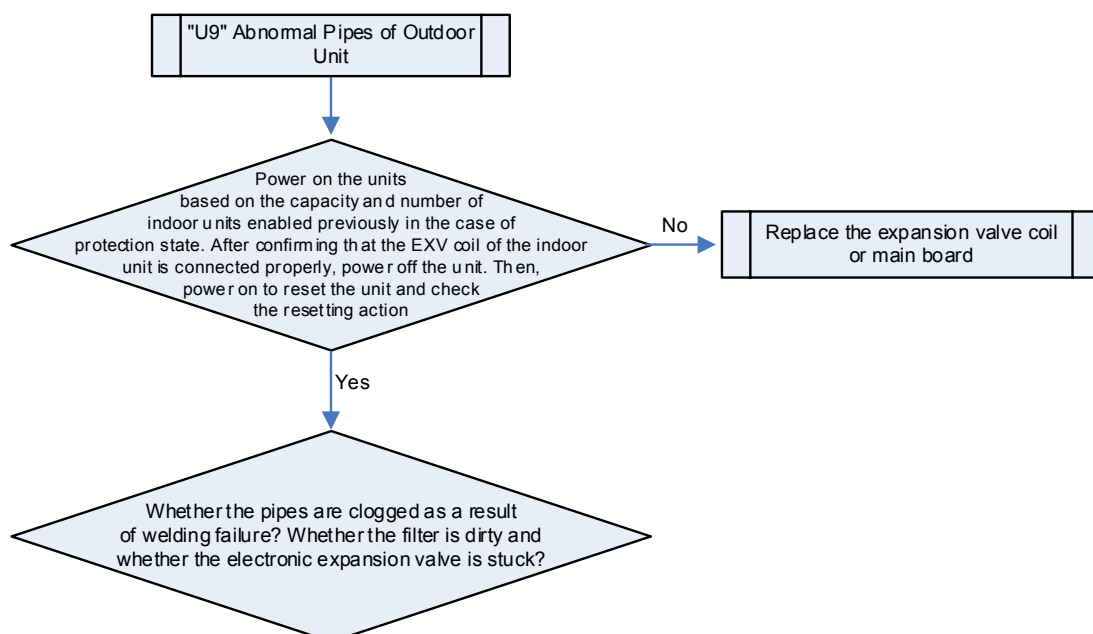 "U9" Abnormal Pipes of Outdoor
Unit
Power on the units
based on the capacity and number of
indoor units enabled previously in the case of
protection state. After confirming that the EXV coil of the indoor
unit is connected properly, power off the unit. Then,
power on to reset the unit and check
the resetting action
No
Replace the expansion valve coil
or main board
Yes
Whether the pipes are clogged as a result
of welding failure? Whether the filter is dirty and
whether the electronic expansion valve is stuck?